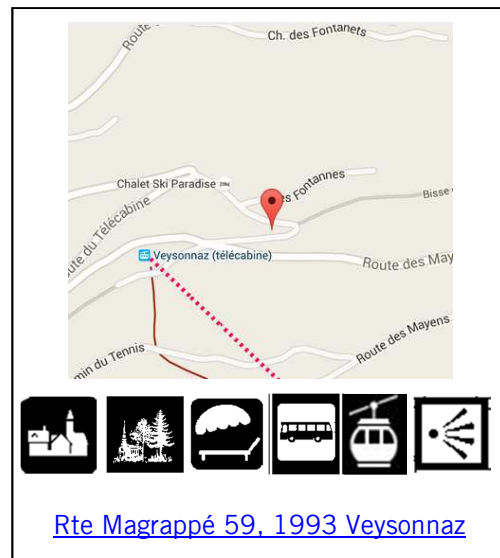 Route
Ch. des Fontanets
Chalet Ski Paradise
es Fontannes
Bisse
oute du Télécabine
Veysonnaz (télécabine)
Route des May
min du Tennis
Route des Mayens
Rte Magrappé 59, 1993 Veysonnaz